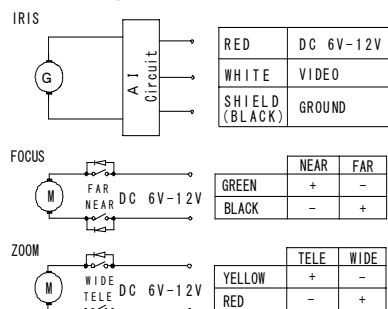 IRIS
G
AI Circuit
RED DC 6V-12V
WHITE VIDEO
SHIELD (BLACK) GROUND
FOCUS
M
FAR
NEAR
DC 6V-12V
NEAR FAR
GREEN + -
BLACK - +
ZOOM
M
WIDE
TELE
DC 6V-12V
TELE WIDE
YELLOW + -
RED - +